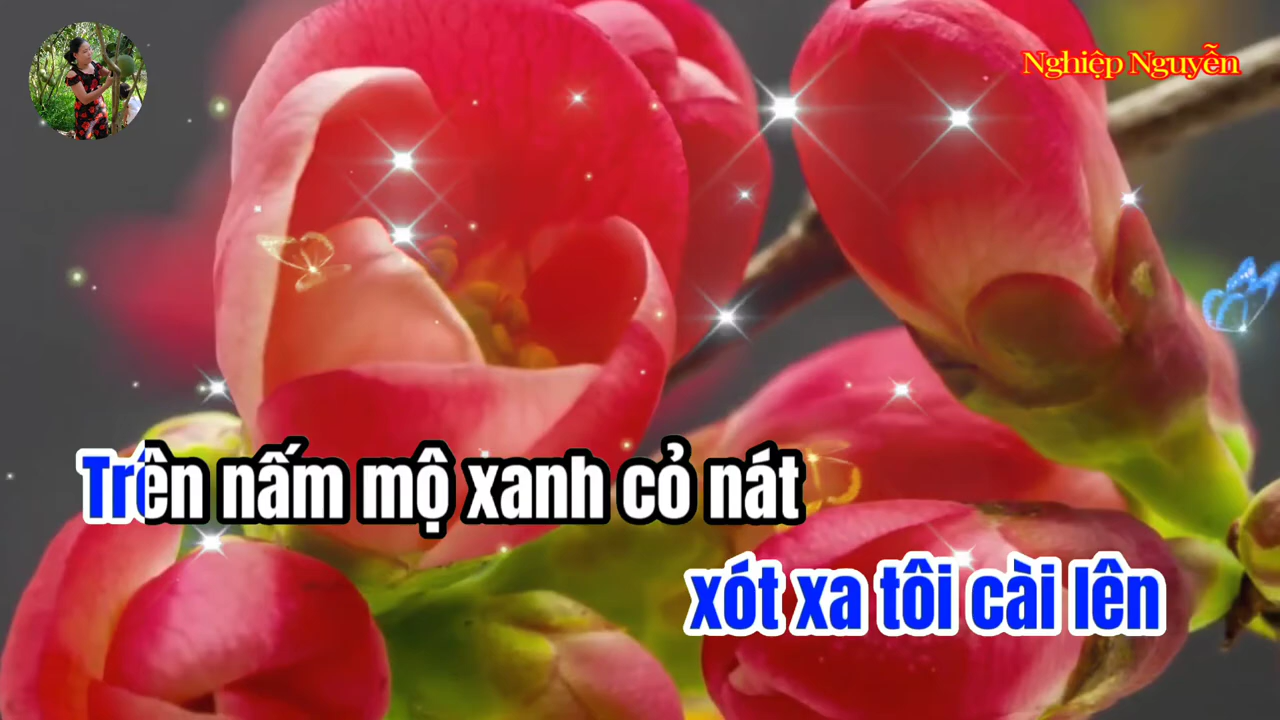 Nghiệp Nguyễn
Trên nấm mộ xanh cỏ nát
xót xa tôi cài lên